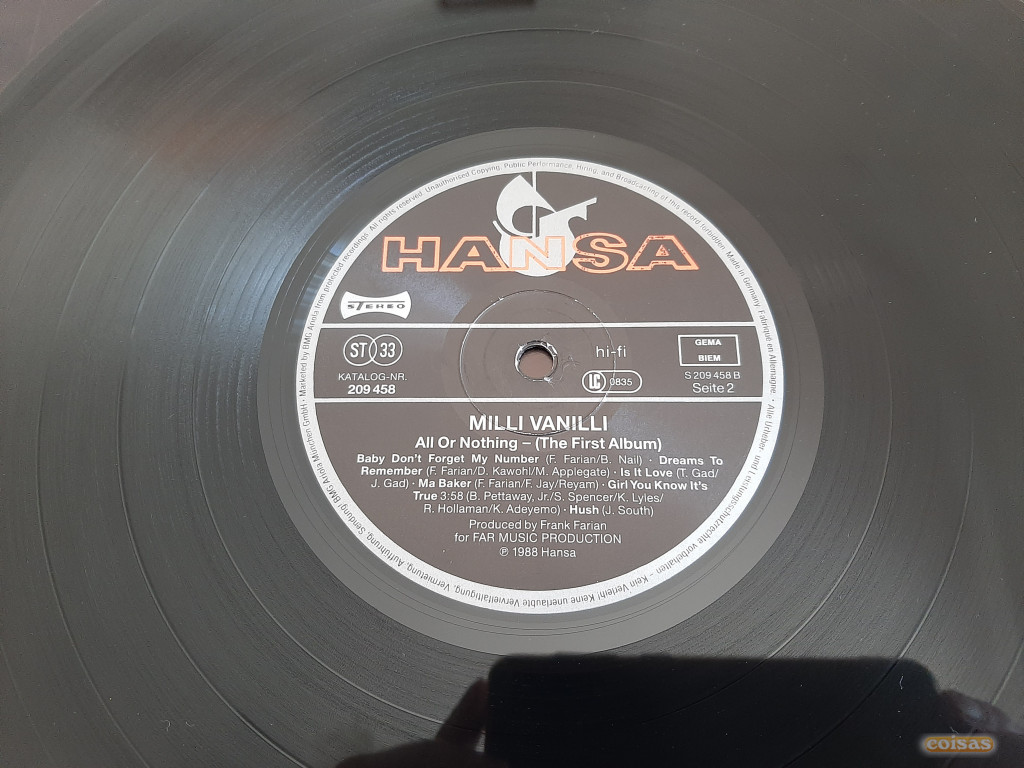 HANSA
STEREO
ST 33
hi-fi
GEMA
BIEM
LC 0835
KATALOG-NR.
209 458
S 209 458 B
Seite 2
MILLI VANILLI
All Or Nothing – (The First Album)
Baby Don't Forget My Number (F. Farian/B. Nail) · Dreams To
Remember (F. Farian/D. Kawohl/M. Applegate) · Is It Love (T. Gad/
J. Gad) · Ma Baker (F. Farian/F. Jay/Reyam) · Girl You Know It's
True 3:58 (B. Pettaway, Jr./S. Spencer/K. Lyles/
R. Hollaman/K. Adeyemo) · Hush (J. South)
Produced by Frank Farian
for FAR MUSIC PRODUCTION
℗ 1988 Hansa
Marketed by BMG Ariola München GmbH · from protected recordings. All rights reserved. Unauthorised Copying, Public Performance, Hiring, and Broadcasting of this record forbidden. Made in Germany. Fabriqué en Allemagne · Alle Urheber- und Leistungsschutzrechte vorbehalten – Kein Verleih! Keine unerlaubte Vervielfältigung, Vermietung, Aufführung, Sendung!
coisas